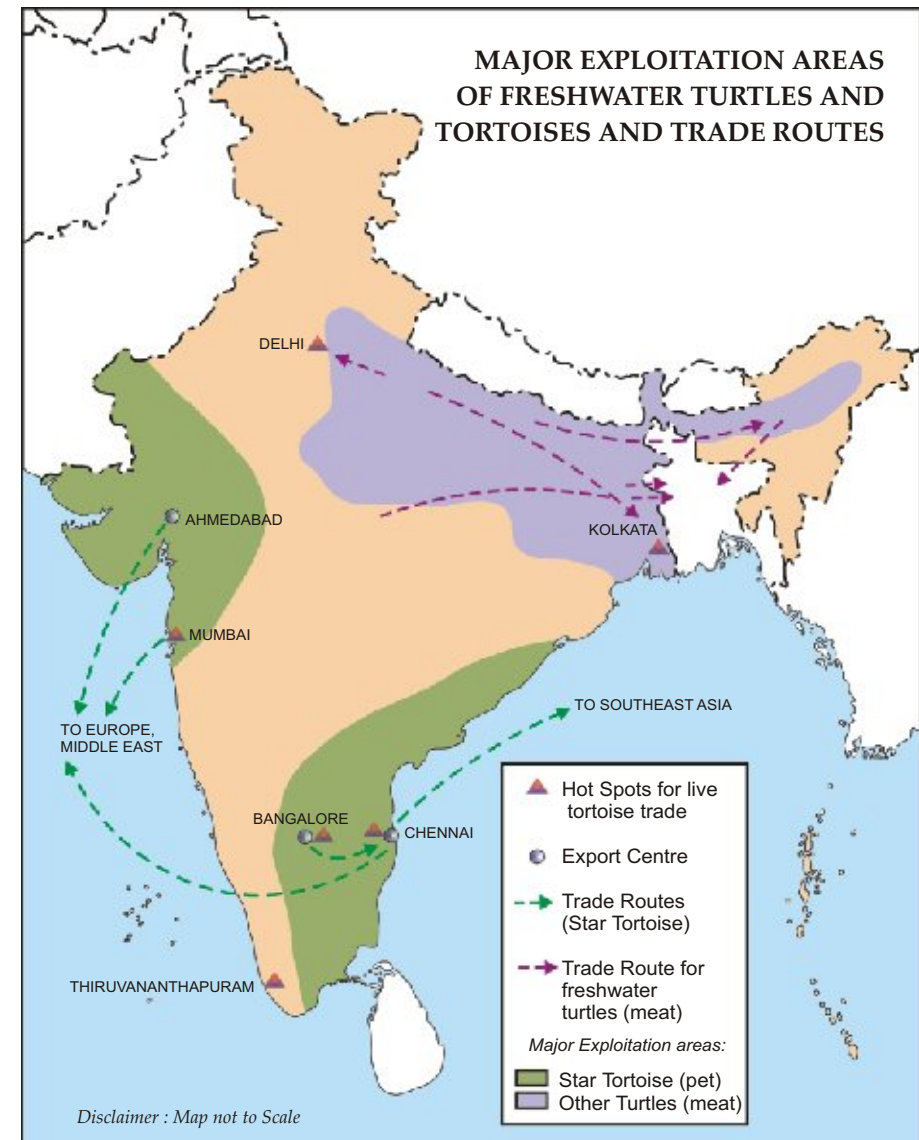 MAJOR EXPLOITATION AREAS
OF FRESHWATER TURTLES AND
TORTOISES AND TRADE ROUTES
DELHI
AHMEDABAD
KOLKATA
MUMBAI
TO EUROPE,
MIDDLE EAST
TO SOUTHEAST ASIA
BANGALORE
CHENNAI
THIRUVANANTHAPURAM
Hot Spots for live
tortoise trade
Export Centre
Trade Routes
(Star Tortoise)
Trade Route for
freshwater
turtles (meat)
Major Exploitation areas:
Star Tortoise (pet)
Other Turtles (meat)
Disclaimer : Map not to Scale